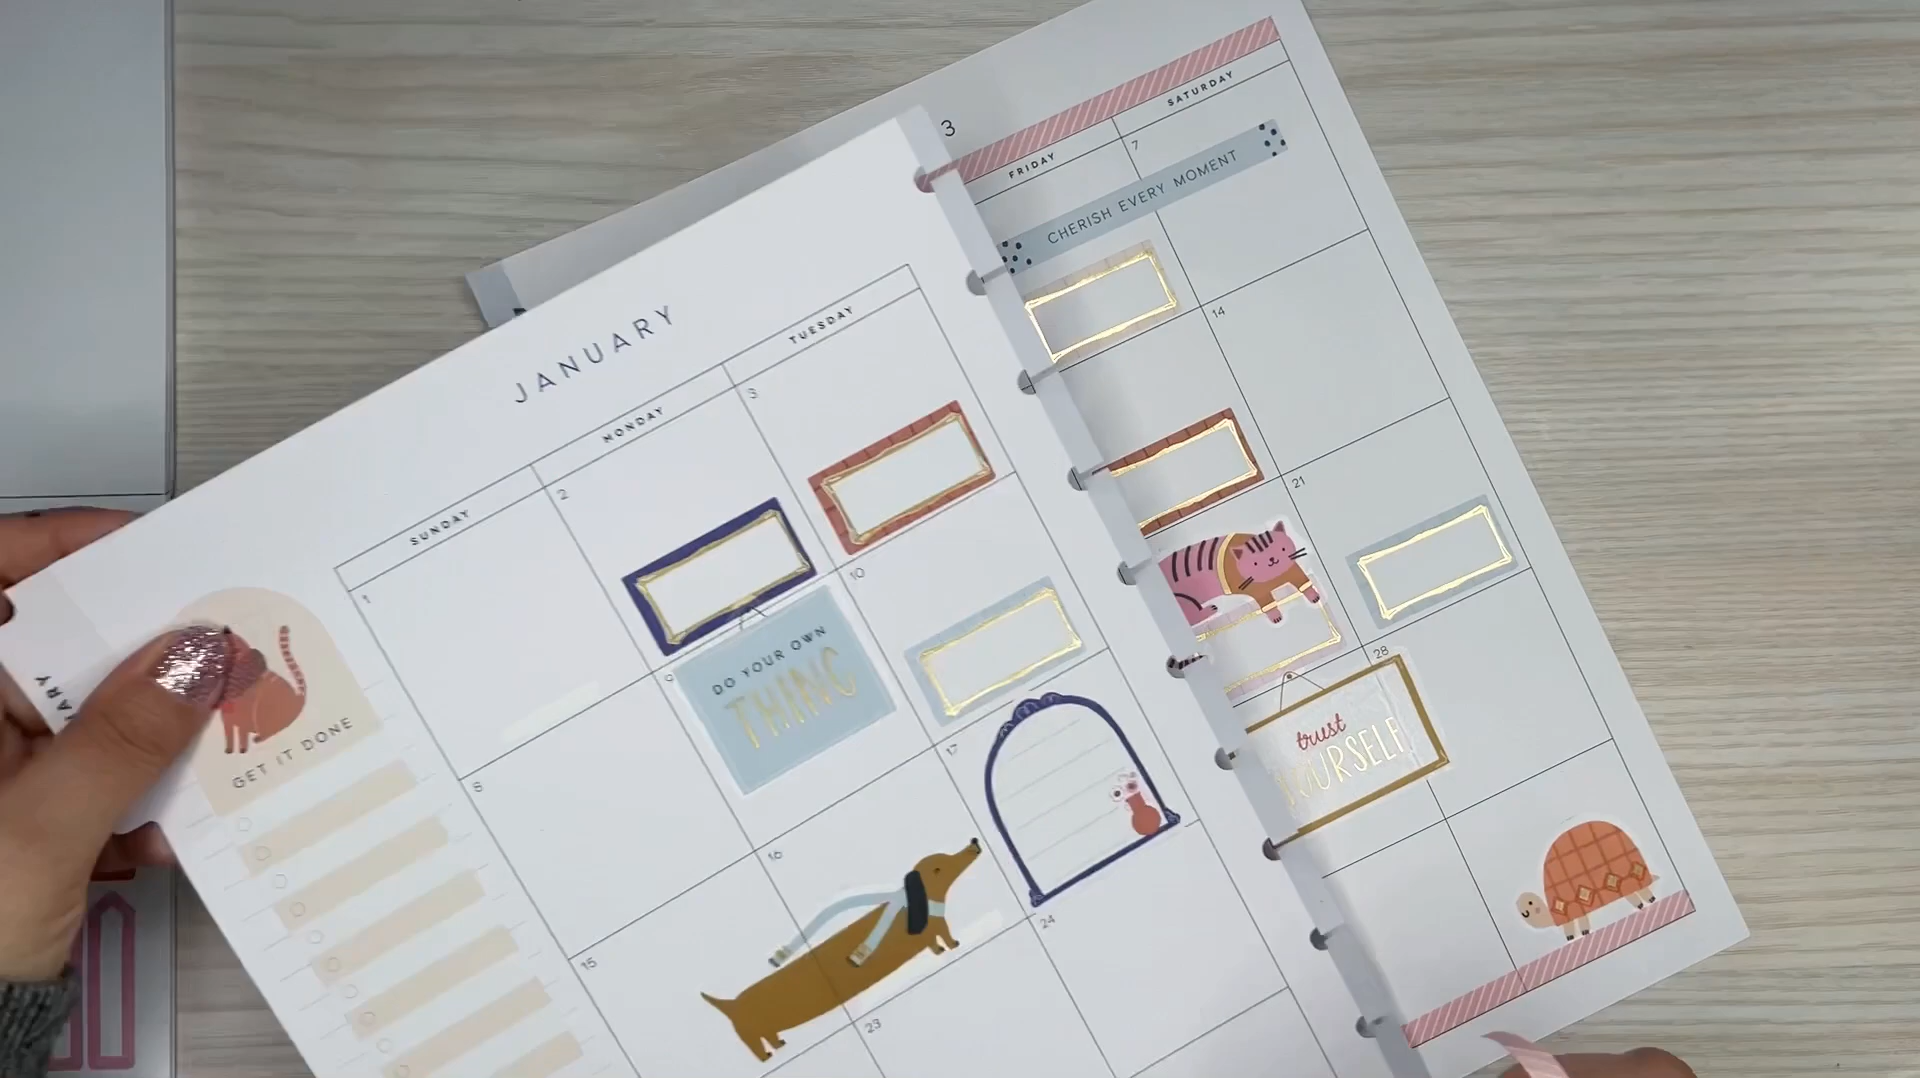 JANUARY
SUNDAY
MONDAY
TUESDAY
1
2
3
GET IT DONE
8
9
DO YOUR OWN
THING
10
15
16
17
23
24
3
FRIDAY
SATURDAY
7
CHERISH EVERY MOMENT
14
21
28
trust
YOURSELF